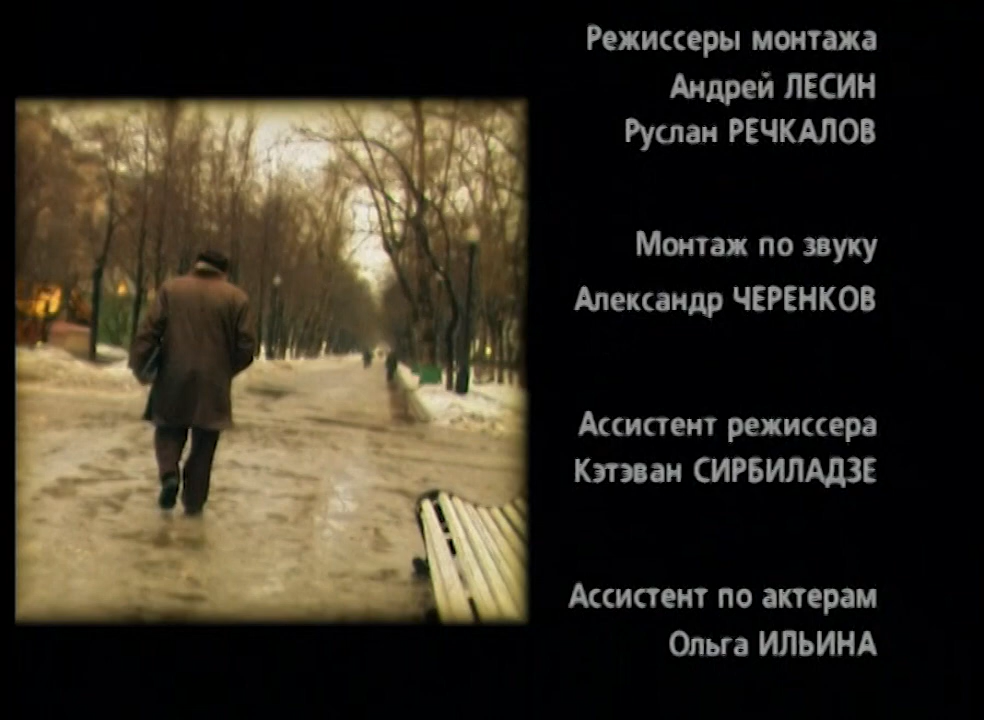 Режиссеры монтажа
Андрей ЛЕСИН
Руслан РЕЧКАЛОВ
Монтаж по звуку
Александр ЧЕРЕНКОВ
Ассистент режиссера
Кэтэван СИРБИЛАДЗЕ
Ассистент по актерам
Ольга ИЛЬИНА